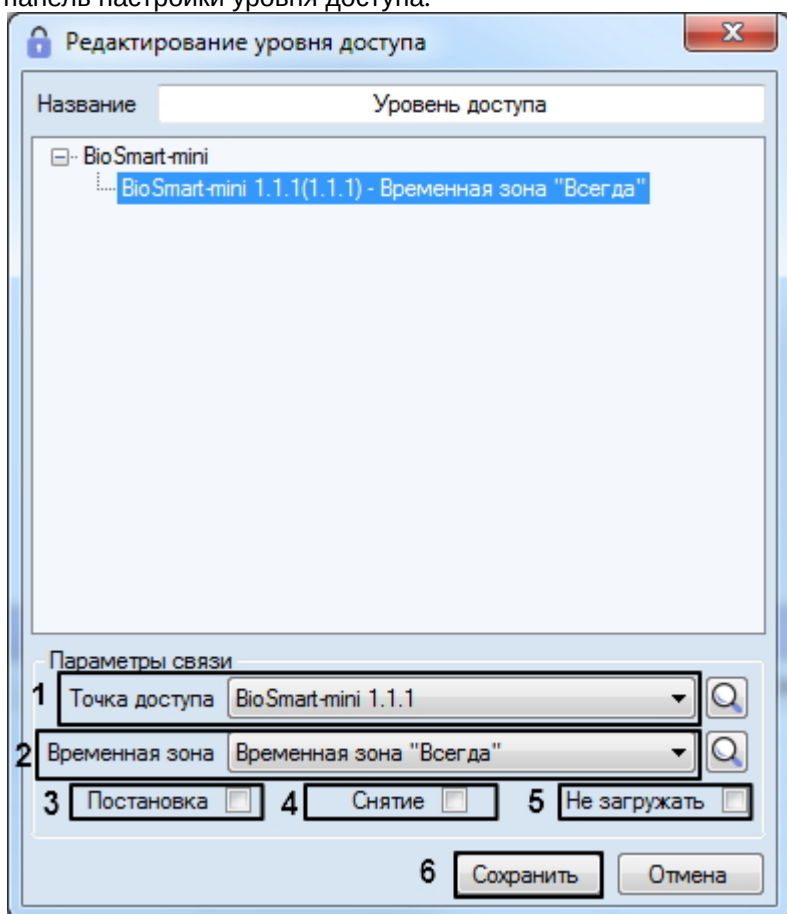 панель настройки уровня доступа.
Редактирование уровня доступа
Название Уровень доступа
BioSmart-mini
BioSmart-mini 1.1.1(1.1.1) - Временная зона "Всегда"
Параметры связи
1 Точка доступа BioSmart-mini 1.1.1
2 Временная зона Временная зона "Всегда"
3 Постановка 4 Снятие 5 Не загружать
6 Сохранить Отмена